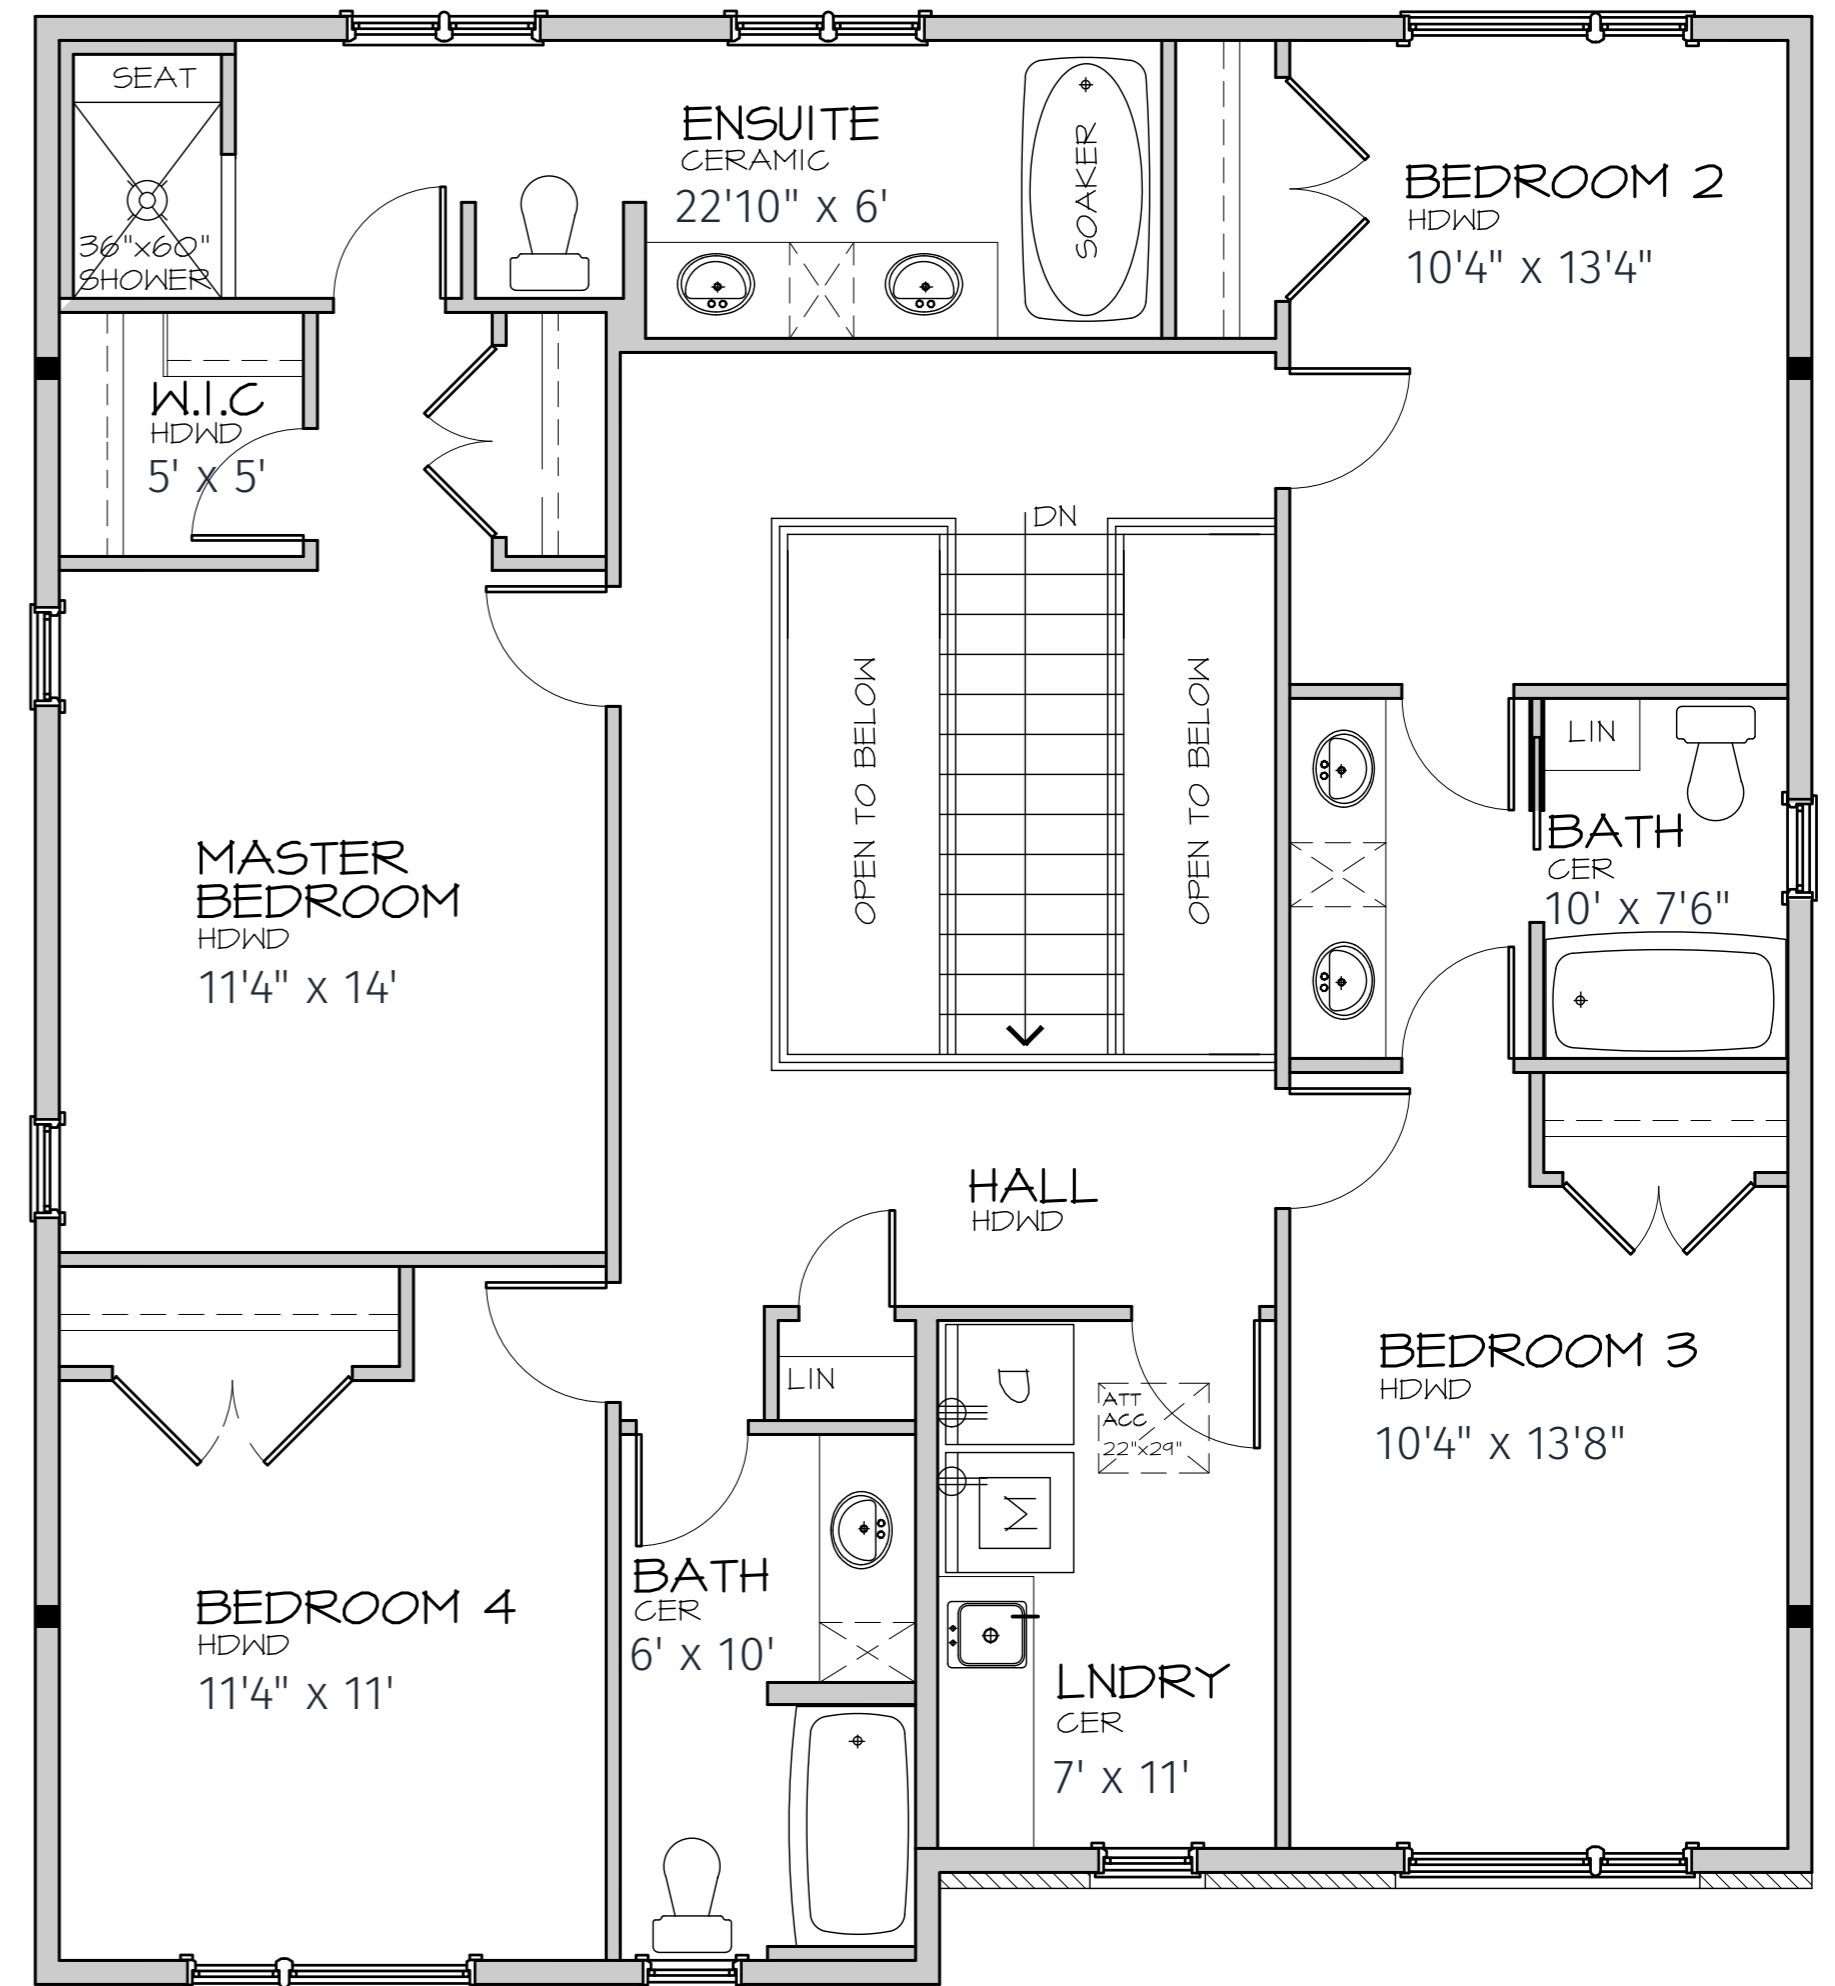 SEAT
36"x60"
SHOWER
ENSUITE
CERAMIC
22'10" x 6'
SOAKER
BEDROOM 2
HDWD
10'4" x 13'4"
W.I.C
HDWD
5' x 5'
DN
OPEN TO BELOW
OPEN TO BELOW
LIN
BATH
CER
10' x 7'6"
MASTER
BEDROOM
HDWD
11'4" x 14'
HALL
HDWD
LIN
D
ATT
ACC
22"x29"
W
BEDROOM 3
HDWD
10'4" x 13'8"
BEDROOM 4
HDWD
11'4" x 11'
BATH
CER
6' x 10'
LNDRY
CER
7' x 11'